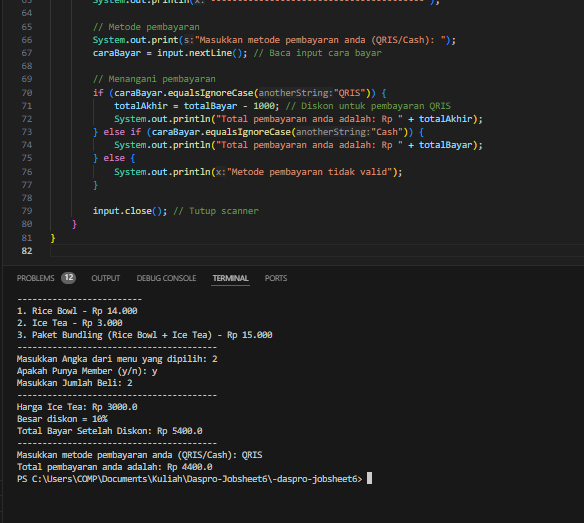 64
65 // Metode pembayaran
66 System.out.print(s:"Masukkan metode pembayaran anda (QRIS/Cash): ");
67 caraBayar = input.nextLine(); // Baca input cara bayar
68
69 // Menangani pembayaran
70 if (caraBayar.equalsIgnoreCase(anotherString:"QRIS")) {
71 totalAkhir = totalBayar - 1000; // Diskon untuk pembayaran QRIS
72 System.out.println("Total pembayaran anda adalah: Rp " + totalAkhir);
73 } else if (caraBayar.equalsIgnoreCase(anotherString:"Cash")) {
74 System.out.println("Total pembayaran anda adalah: Rp " + totalBayar);
75 } else {
76 System.out.println(x:"Metode pembayaran tidak valid");
77 }
78
79 input.close(); // Tutup scanner
80 }
81 }
82
PROBLEMS 12 OUTPUT DEBUG CONSOLE TERMINAL PORTS
-------------------------
1. Rice Bowl - Rp 14.000
2. Ice Tea - Rp 3.000
3. Paket Bundling (Rice Bowl + Ice Tea) - Rp 15.000
----------------------------------------
Masukkan Angka dari menu yang dipilih: 2
Apakah Punya Member (y/n): y
Masukkan Jumlah Beli: 2
----------------------------------------
Harga Ice Tea: Rp 3000.0
Besar diskon = 10%
Total Bayar Setelah Diskon: Rp 5400.0
----------------------------------------
Masukkan metode pembayaran anda (QRIS/Cash): QRIS
Total pembayaran anda adalah: Rp 4400.0
PS C:\Users\COMP\Documents\Kuliah\Daspro-Jobsheet6\-daspro-jobsheet6>